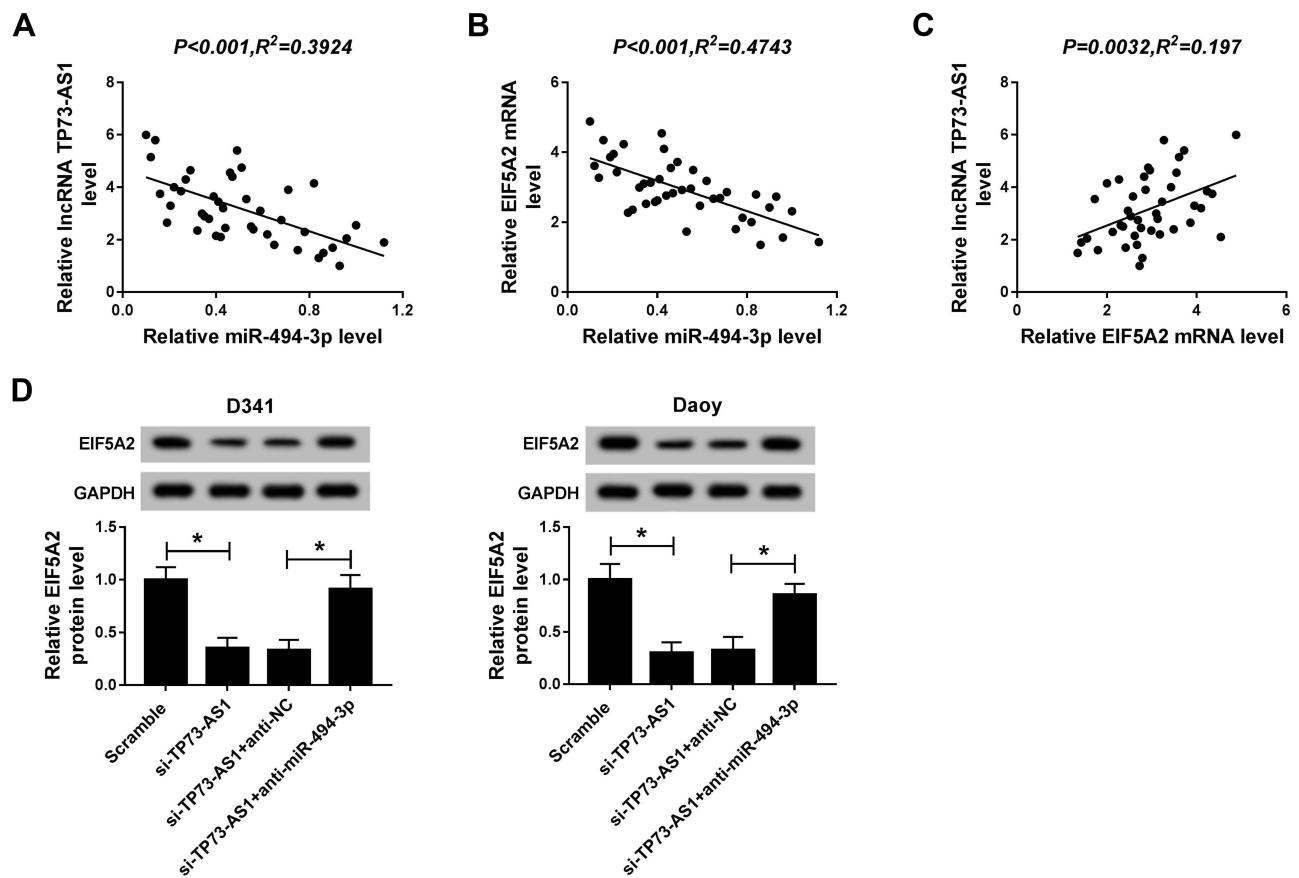 A
P<0.001,R²=0.3924
Relative lncRNA TP73-AS1
level
8
6
4
2
0
0.0
0.4
0.8
1.2
Relative miR-494-3p level
B
P<0.001,R²=0.4743
Relative EIF5A2 mRNA
level
6
4
2
0
0.0
0.4
0.8
1.2
Relative miR-494-3p level
C
P=0.0032,R²=0.197
Relative lncRNA TP73-AS1
level
8
6
4
2
0
0
2
4
6
Relative EIF5A2 mRNA level
D
D341
EIF5A2
GAPDH
Relative EIF5A2
protein level
1.5
1.0
0.5
0.0
*
*
Scramble
si-TP73-AS1
si-TP73-AS1+anti-NC
si-TP73-AS1+anti-miR-494-3p
Daoy
EIF5A2
GAPDH
Relative EIF5A2
protein level
1.5
1.0
0.5
0.0
*
*
Scramble
si-TP73-AS1
si-TP73-AS1+anti-NC
si-TP73-AS1+anti-miR-494-3p